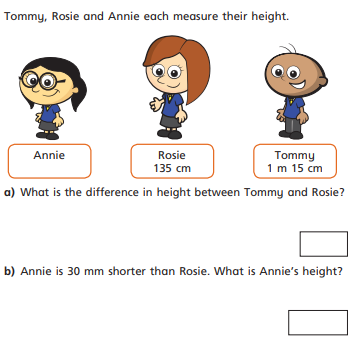 Tommy, Rosie and Annie each measure their height.
Annie
Rosie
135 cm
Tommy
1 m 15 cm
a) What is the difference in height between Tommy and Rosie?
b) Annie is 30 mm shorter than Rosie. What is Annie's height?